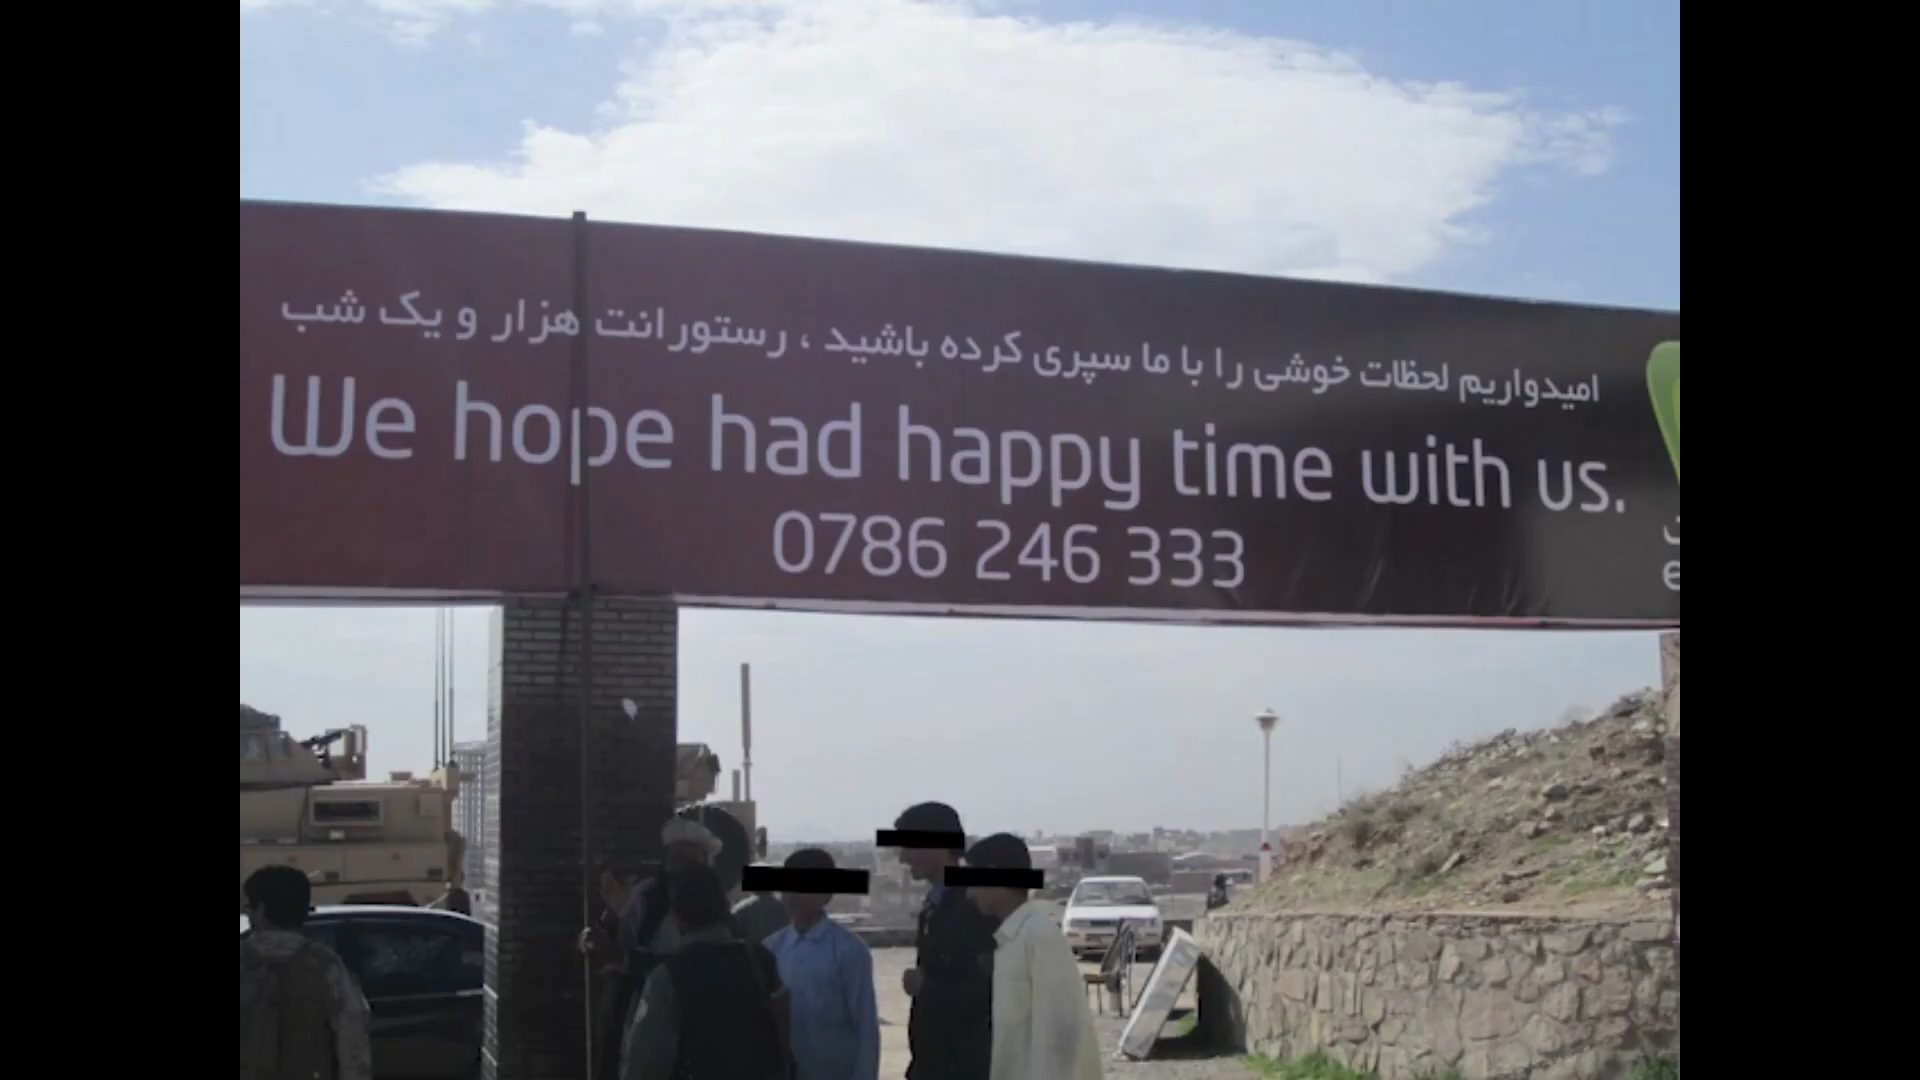 امیدواریم لحظات خوشی را با ما سپری کرده باشید ، رستورانت هزار و یک شب
We hope had happy time with us.
0786 246 333